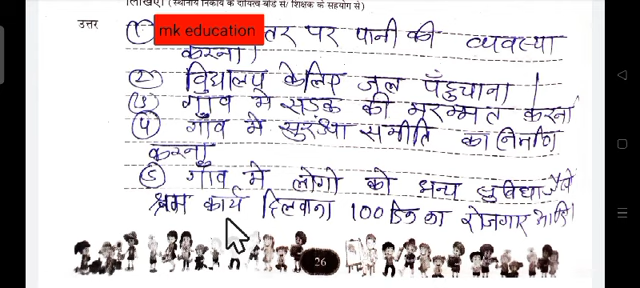 लिखिए। (स्थानीय निकाय के दायित्व बोर्ड से/ शिक्षक के सहयोग से)
उत्तर
① mk education तर पर पानी की व्यवस्था
करना।
② विद्यालय केलिए जल पँहुचाना।
③ गाँव मे सड़क की मरम्मत करना
④ गाँव मे सुरक्षा समीति का निर्माण
करना
⑤ गाँव मे लोगो को अन्य सुबिधा जैसे
श्रम कार्य दिलवाना 100 दिन का रोजगार आदि।
26